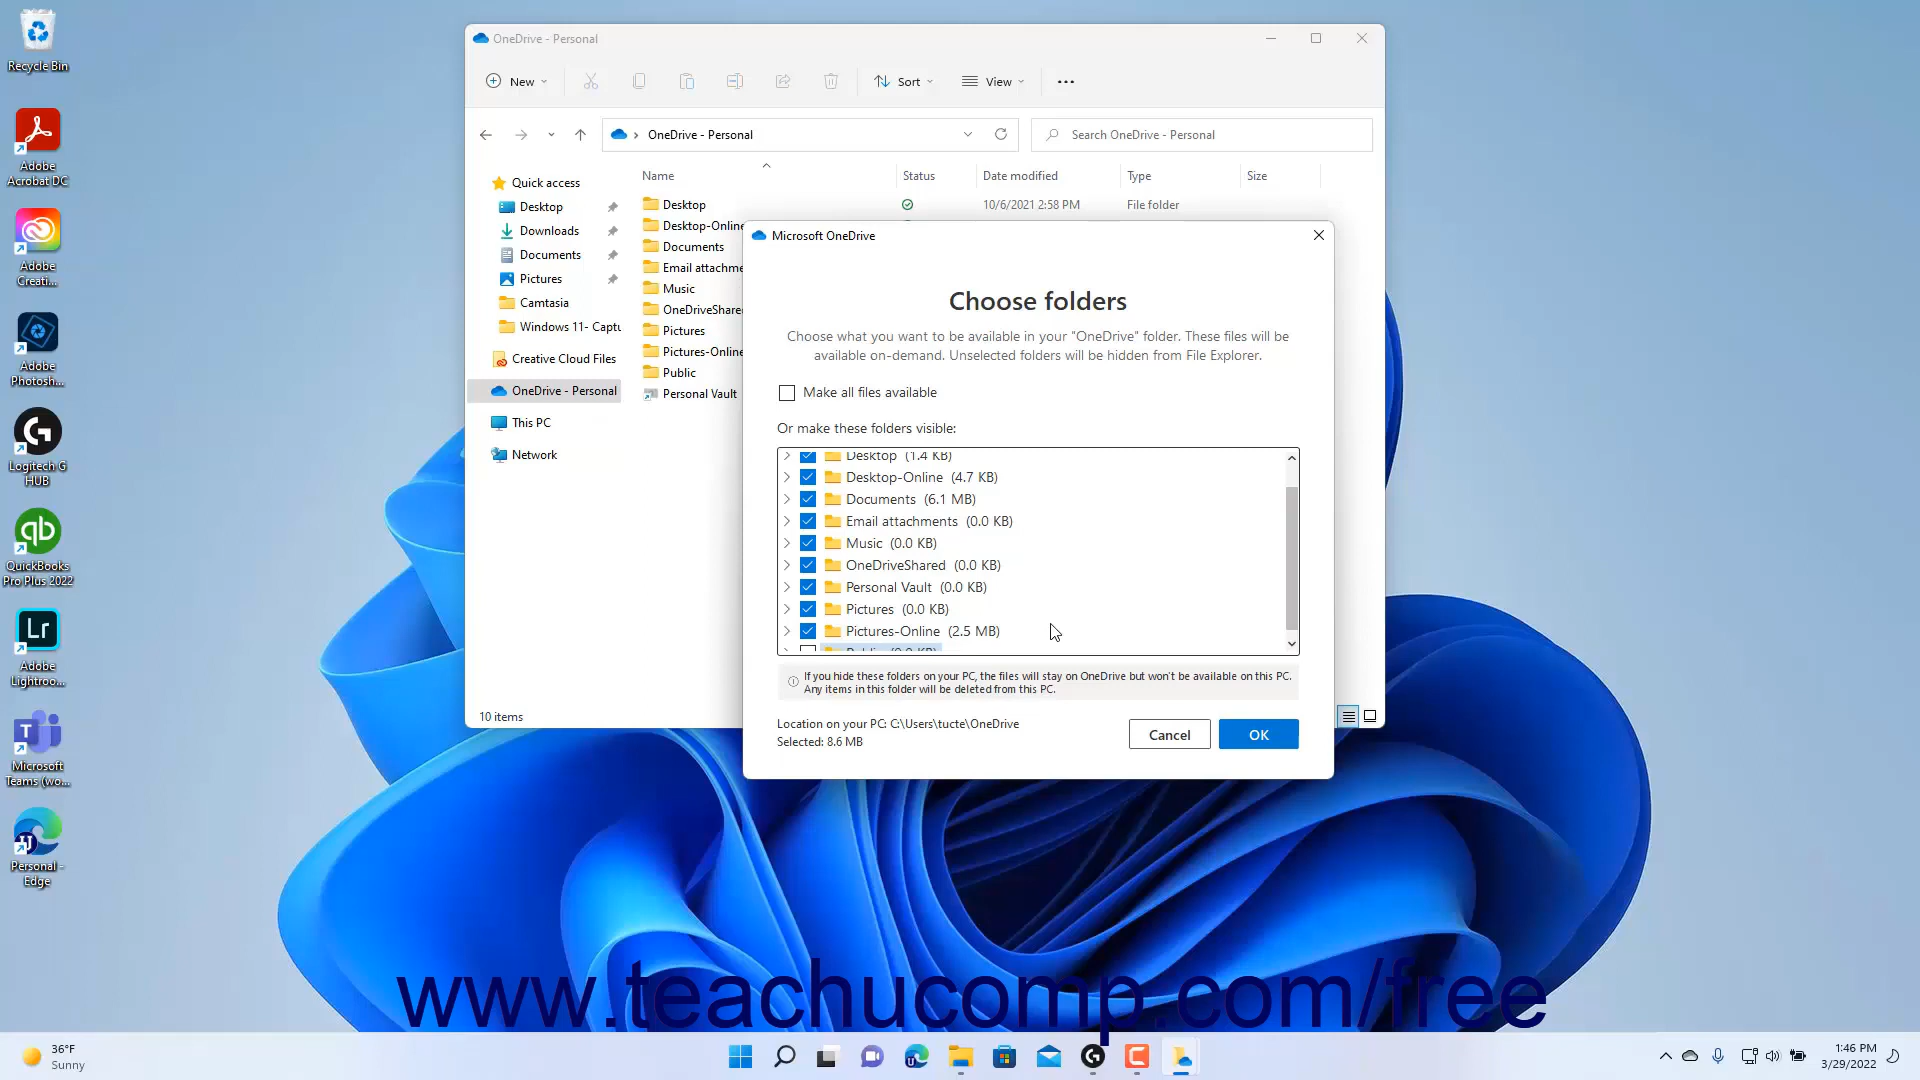 Recycle Bin
Adobe
Acrobat DC
Adobe
Creati...
Adobe
Photosh...
Logitech G
HUB
QuickBooks
Pro Plus 2022
Adobe
Lightroo...
Microsoft
Teams (wo...
Personal -
Edge
OneDrive - Personal
New
Sort
View
OneDrive - Personal
Search OneDrive - Personal
Name
Status
Date modified
Type
Size
Quick access
Desktop
Downloads
Documents
Pictures
Camtasia
Windows 11- Captu
Creative Cloud Files
OneDrive - Personal
This PC
Network
Desktop
10/6/2021 2:58 PM
File folder
Desktop-Online
Documents
Email attachme
Music
OneDriveShared
Pictures
Pictures-Online
Public
Personal Vault
10 items
Microsoft OneDrive
Choose folders
Choose what you want to be available in your "OneDrive" folder. These files will be
available on-demand. Unselected folders will be hidden from File Explorer.
Make all files available
Or make these folders visible:
Desktop (1.4 KB)
Desktop-Online (4.7 KB)
Documents (6.1 MB)
Email attachments (0.0 KB)
Music (0.0 KB)
OneDriveShared (0.0 KB)
Personal Vault (0.0 KB)
Pictures (0.0 KB)
Pictures-Online (2.5 MB)
Public (0.0 KB)
If you hide these folders on your PC, the files will stay on OneDrive but won't be available on this PC.
Any items in this folder will be deleted from this PC.
Location on your PC: C:\Users\tucte\OneDrive
Selected: 8.6 MB
Cancel
OK
www.teachucomp.com/free
36°F
Sunny
1:46 PM
3/29/2022